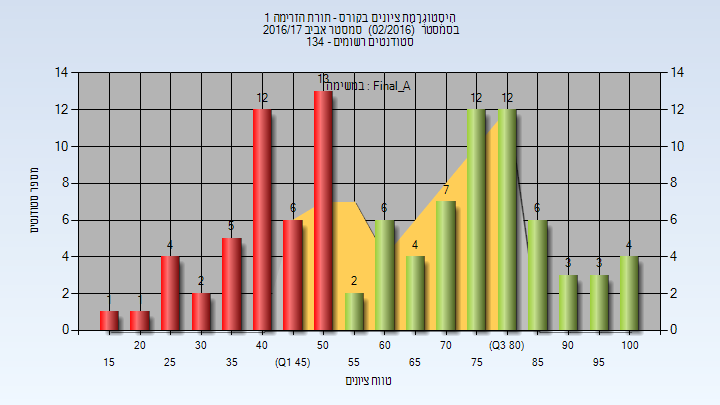 היסטוגרמת ציונים בקורס - תורת הזרימה 1
בסמסטר (02/2016) סמסטר אביב 2016/17
סטודנטים רשומים - 134
במשימה : Final_A
מספר סטודנטים
14 12 10 8 6 4 2 0
1 1 4 2 5 12 6 13 2 6 4 7 12 12 6 3 3 4
14 12 10 8 6 4 2 0
20 30 40 50 60 70 (Q3 80) 90 100
15 25 35 (Q1 45) 55 65 75 85 95
טווח ציונים